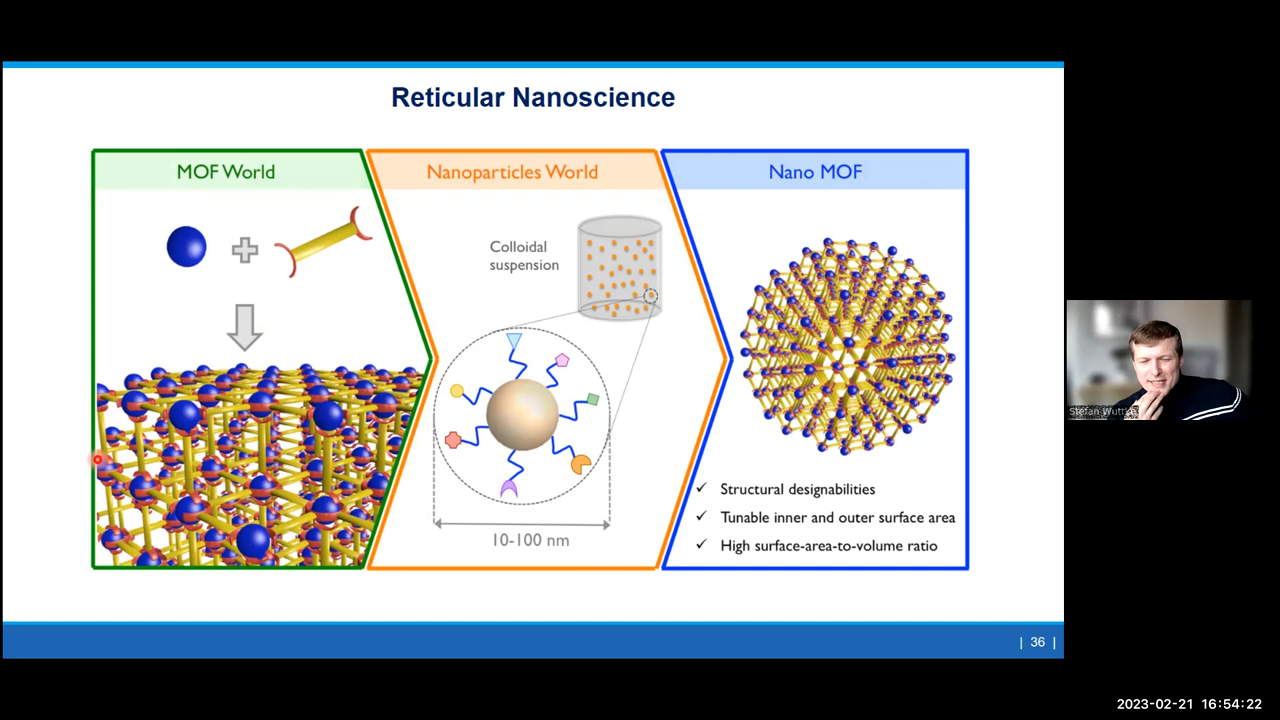 Reticular Nanoscience
MOF World
Nanoparticles World
Nano MOF
Colloidal
suspension
10-100 nm
✓ Structural designabilities
✓ Tunable inner and outer surface area
✓ High surface-area-to-volume ratio
Stefan
| 36 |
2023-02-21 16:54:22